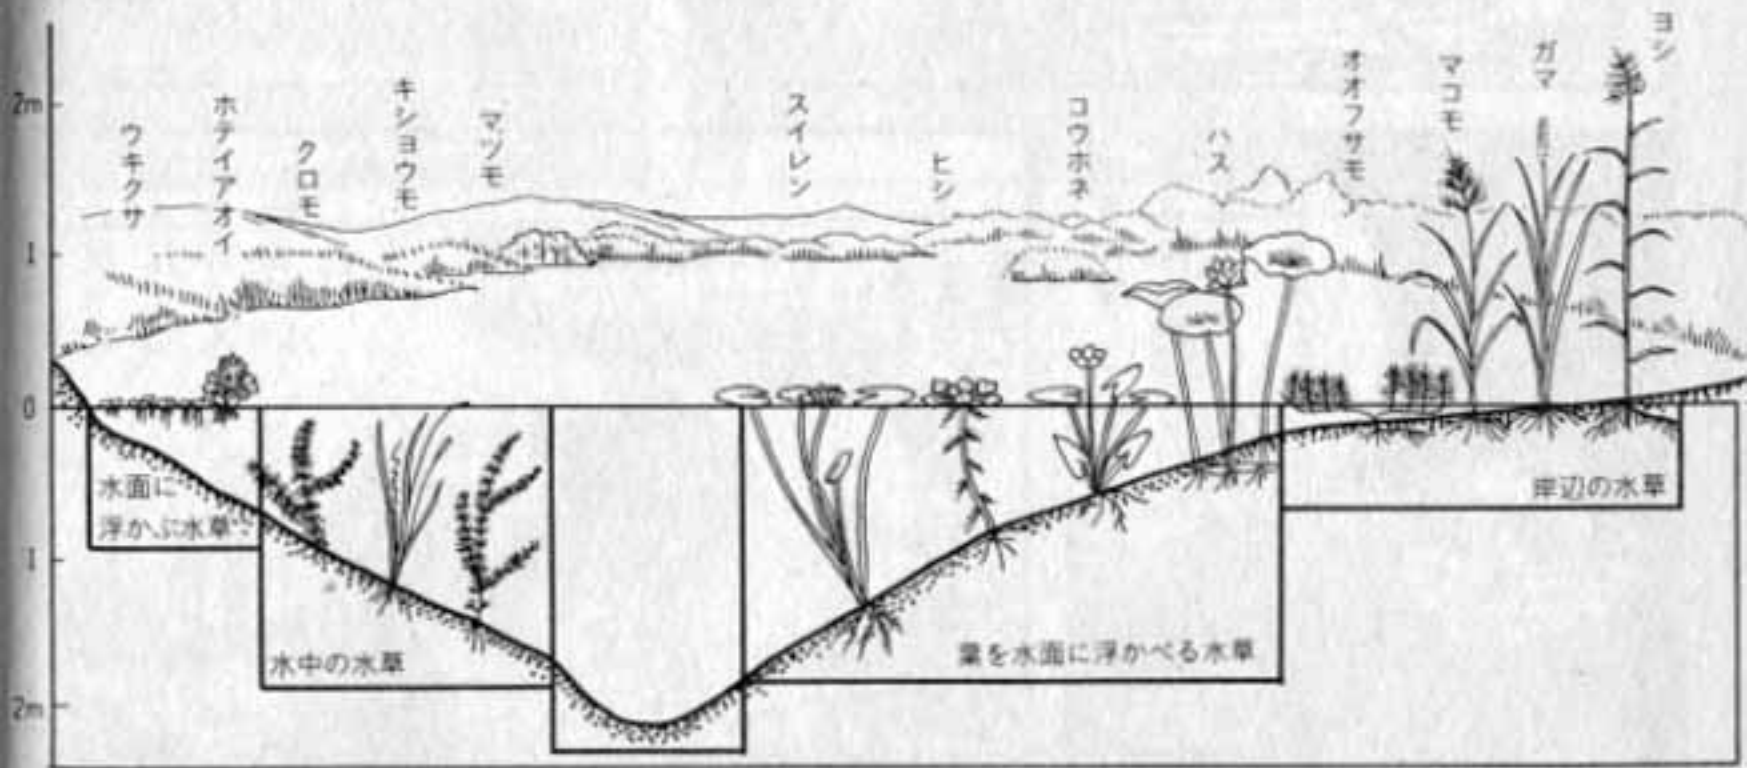 2m
1
0
1
2m
ウキクサ
ホテイアオイ
クロモ
キショウモ
マツモ
スイレン
ヒシ
コウホネ
ハス
オオフサモ
マコモ
ガマ
ヨシ
水面に
浮かぶ水草
水中の水草
葉を水面に浮かべる水草
岸辺の水草